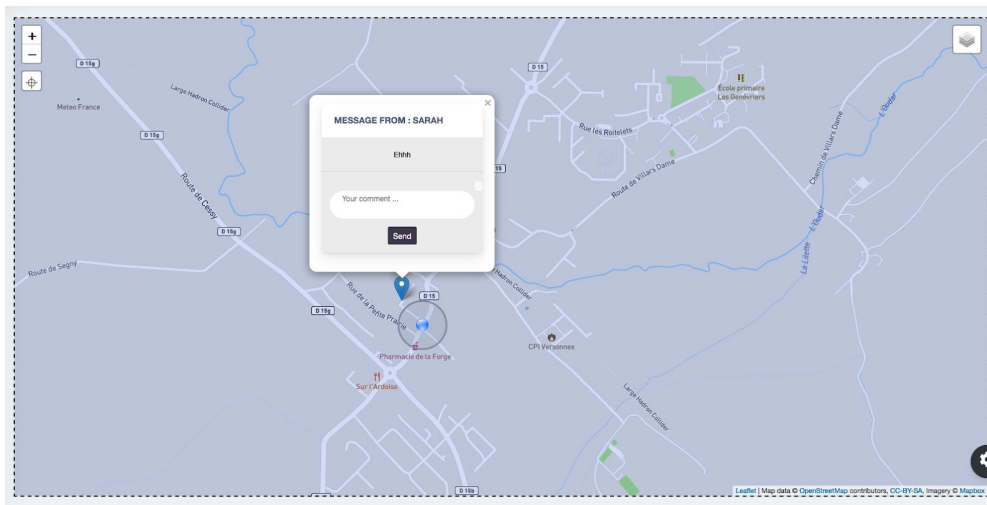 +
−
D 15g
Meteo France
Large Hadron Collider
D 15g
Route de Cessy
D 15g
Route de Segny
D 15
École primaire
Les Genévriers
Rue les Roitelets
Route de Villars Dame
Chemin de Villars Dame
L'Oudar
L'Oudar
La Lilette
×
MESSAGE FROM : SARAH
Ehhh
Your comment ...
Send
15
Hadron Collider
Rue de la Petite Prairie
D 15
D 15g
Pharmacie de la Forge
CPI Versonnex
Sur l'Ardoise
Large Hadron Collider
D 15b
Leaflet | Map data © OpenStreetMap contributors, CC-BY-SA, Imagery © Mapbox